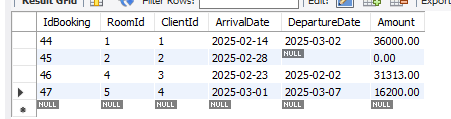 Result Grid Filter Rows: Edit: Export
IdBooking RoomId ClientId ArrivalDate DepartureDate Amount
44 1 1 2025-02-14 2025-03-02 36000.00
45 2 2 2025-02-28 NULL 0.00
46 4 3 2025-02-23 2025-03-02 31313.00
47 5 4 2025-03-01 2025-03-07 16200.00
NULL NULL NULL NULL NULL NULL